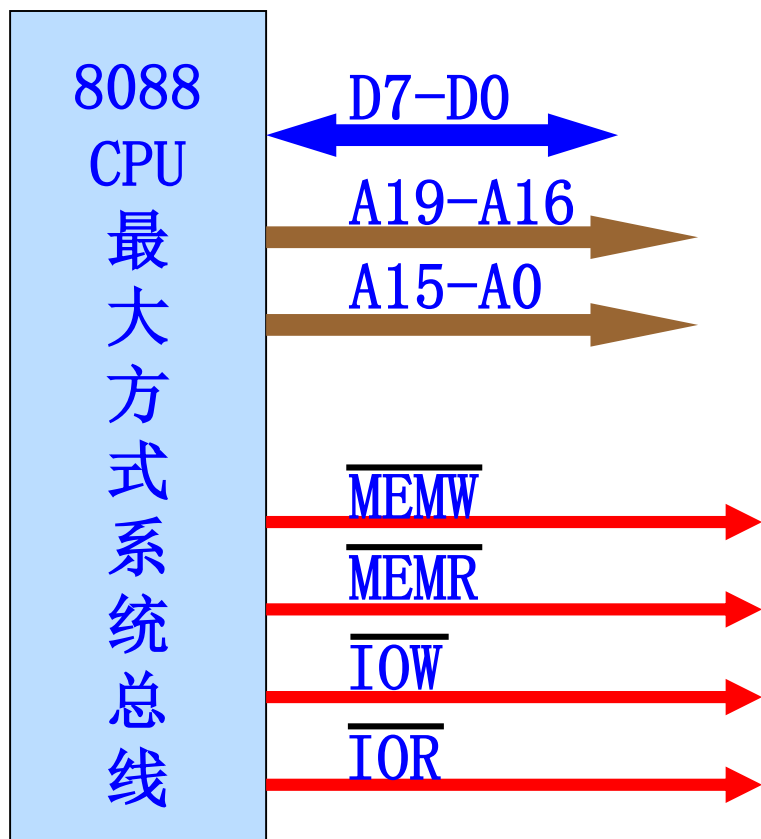 8088
CPU
最
大
方
式
系
统
总
线
D7-D0
A19-A16
A15-A0
MEMW
MEMR
IOW
IOR